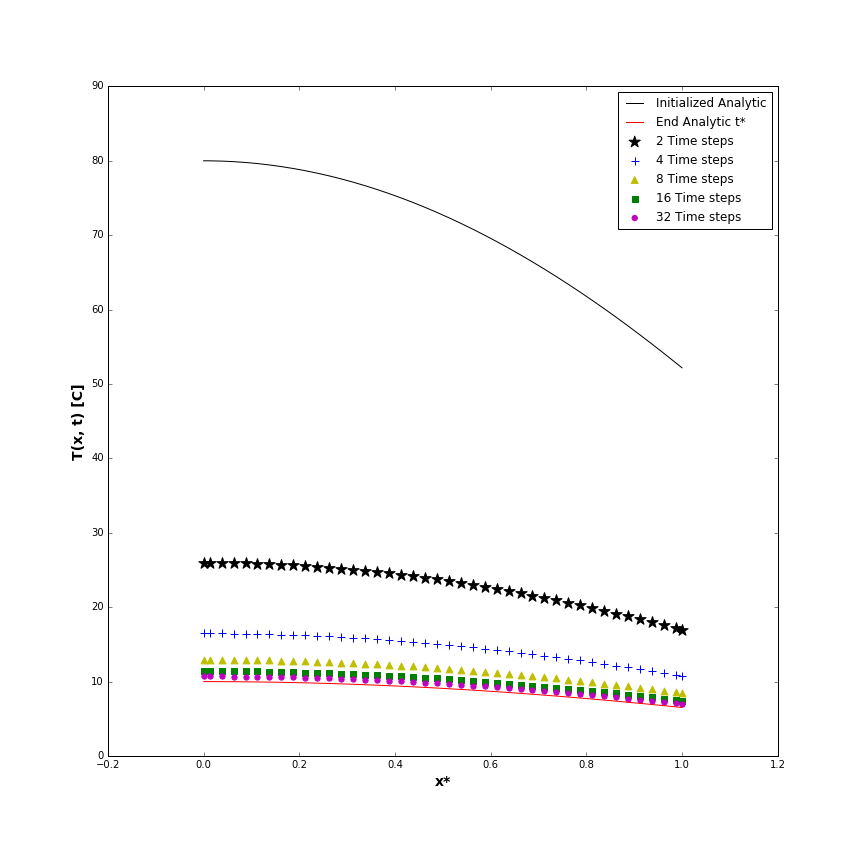 90
80
70
60
50
40
30
20
10
0
−0.2
0.0
0.2
0.4
0.6
0.8
1.0
1.2
T(x, t) [C]
x*
Initialized Analytic
End Analytic t*
2 Time steps
4 Time steps
8 Time steps
16 Time steps
32 Time steps